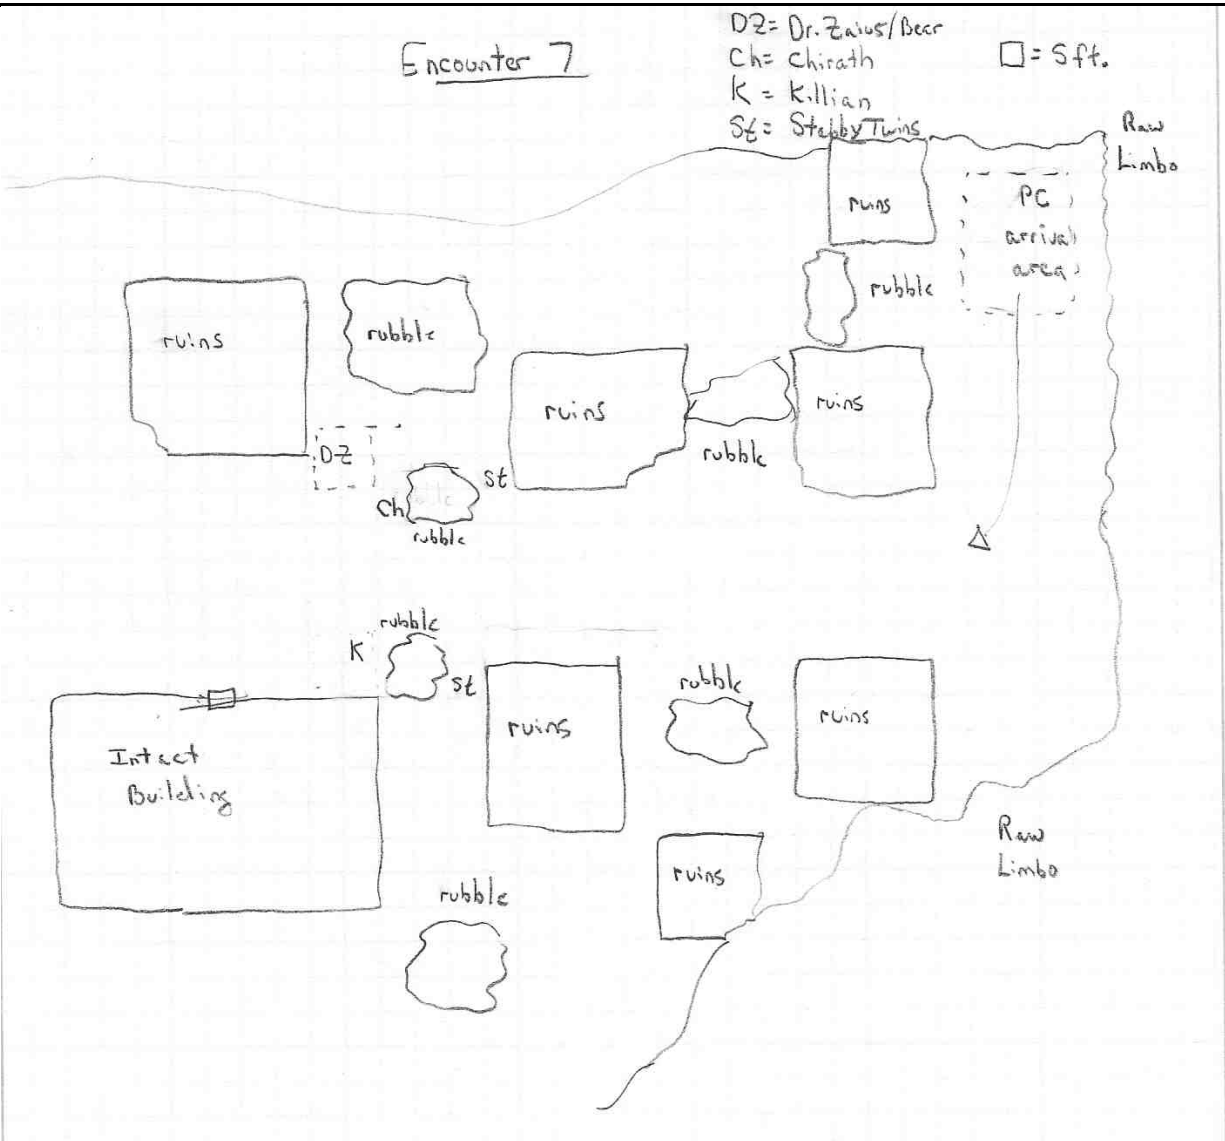 Encounter 7
DZ= Dr. Zaius/Bear
Ch= Chirath
K = Killian
St= Stabby Twins
□= 5ft.
Raw
Limbo
ruins
PC
arrival
area
rubble
ruins
rubble
ruins
rubble
ruins
DZ
St
Ch
rubble
rubble
K
St
ruins
rubble
ruins
Intact
Building
ruins
Raw
Limbo
rubble